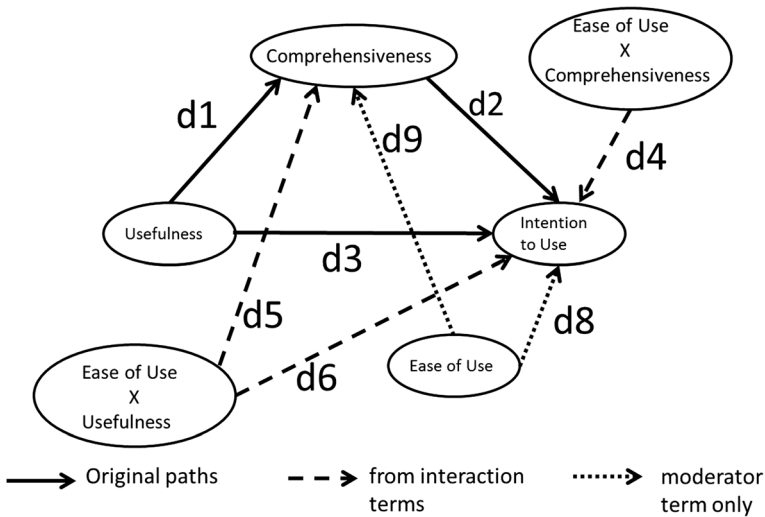 Ease of Use
X
Comprehensiveness
Comprehensiveness
d1
d2
d9
d4
Usefulness
Intention
to Use
d3
d5
d8
d6
Ease of Use
Ease of Use
X
Usefulness
Original paths
from interaction
terms
moderator
term only